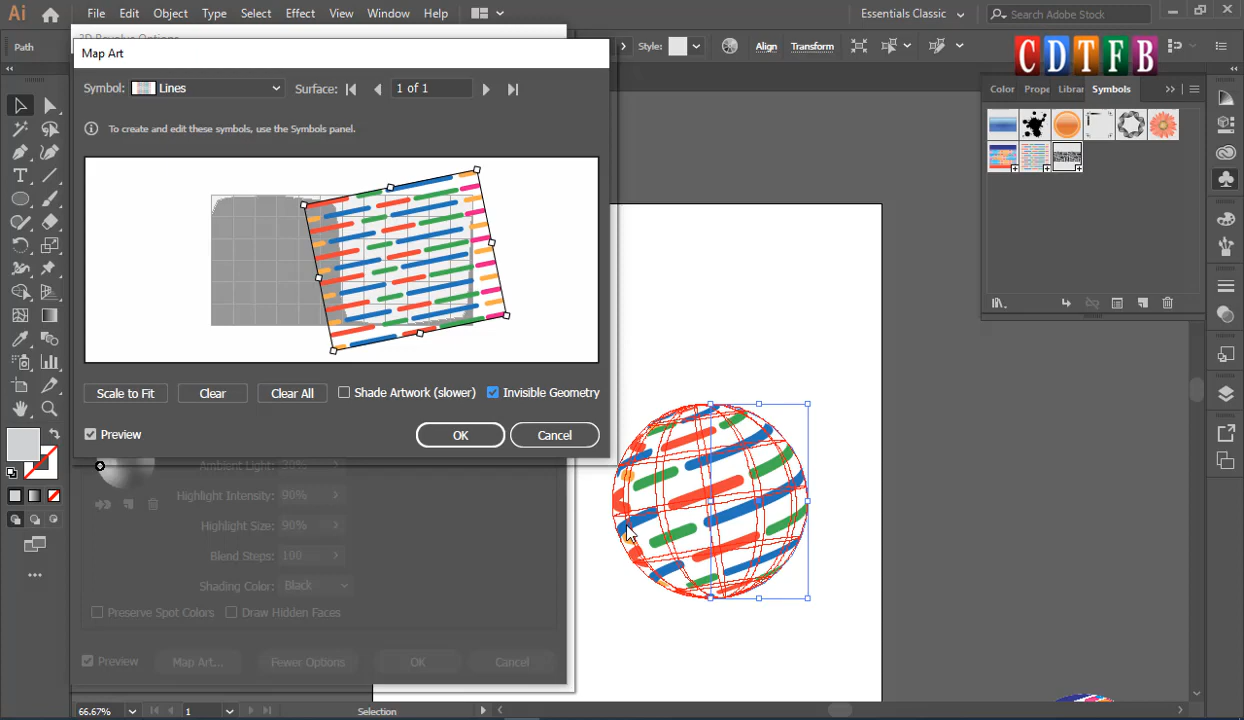 Ai File Edit Object Type Select Effect View Window Help Essentials Classic Search Adobe Stock
Path Style: Align Transform CDTFB
Map Art
Symbol: Lines Surface: 1 of 1
Color Prope Librar Symbols
To create and edit these symbols, use the Symbols panel.
Scale to Fit Clear Clear All Shade Artwork (slower) Invisible Geometry
Preview OK Cancel
Ambient Light:
Highlight Intensity: 90%
Highlight Size: 90%
Blend Steps: 100
Shading Color: Black
Preserve Spot Colors Draw Hidden Faces
Preview Map Art... Fewer Options OK Cancel
66.67% 1 Selection